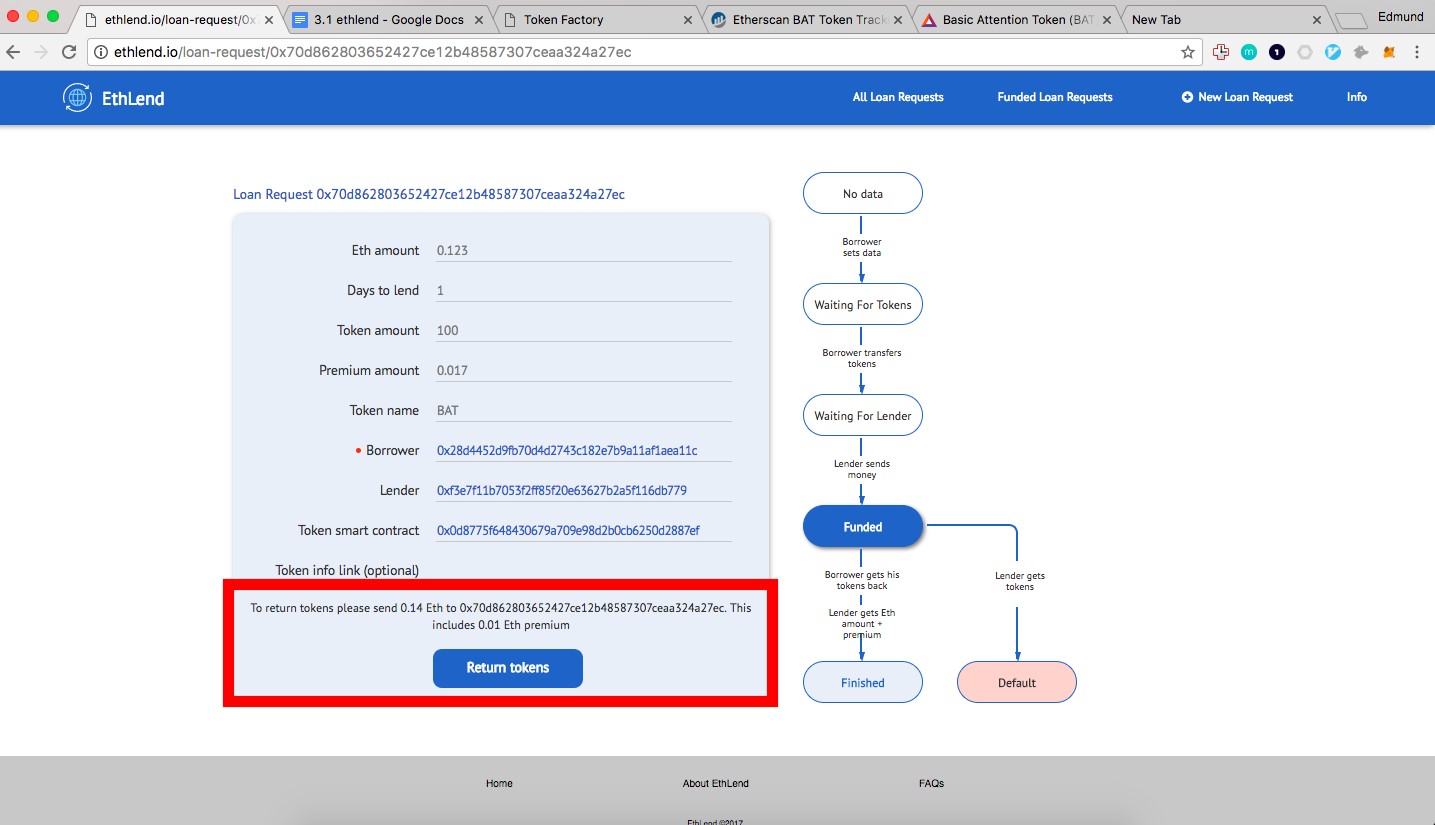 ethlend.io/loan-request/0x
3.1 ethlend - Google Docs
Token Factory
Etherscan BAT Token Track
Basic Attention Token (BAT
New Tab
Edmund
ethlend.io/loan-request/0x70d862803652427ce12b48587307ceaa324a27ec
EthLend
All Loan Requests
Funded Loan Requests
New Loan Request
Info
Loan Request 0x70d862803652427ce12b48587307ceaa324a27ec
Eth amount 0.123
Days to lend 1
Token amount 100
Premium amount 0.017
Token name BAT
• Borrower 0x28d4452d9fb70d4d2743c182e7b9a11af1aea11c
Lender 0xf3e7f11b7053f2ff85f20e63627b2a5f116db779
Token smart contract 0x0d8775f648430679a709e98d2b0cb6250d2887ef
Token info link (optional)
To return tokens please send 0.14 Eth to 0x70d862803652427ce12b48587307ceaa324a27ec. This
includes 0.01 Eth premium
Return tokens
No data
Borrower
sets data
Waiting For Tokens
Borrower transfers
tokens
Waiting For Lender
Lender sends
money
Funded
Borrower gets his
tokens back
Lender gets Eth
amount +
premium
Finished
Lender gets
tokens
Default
Home
About EthLend
FAQs
EthLend ©2017